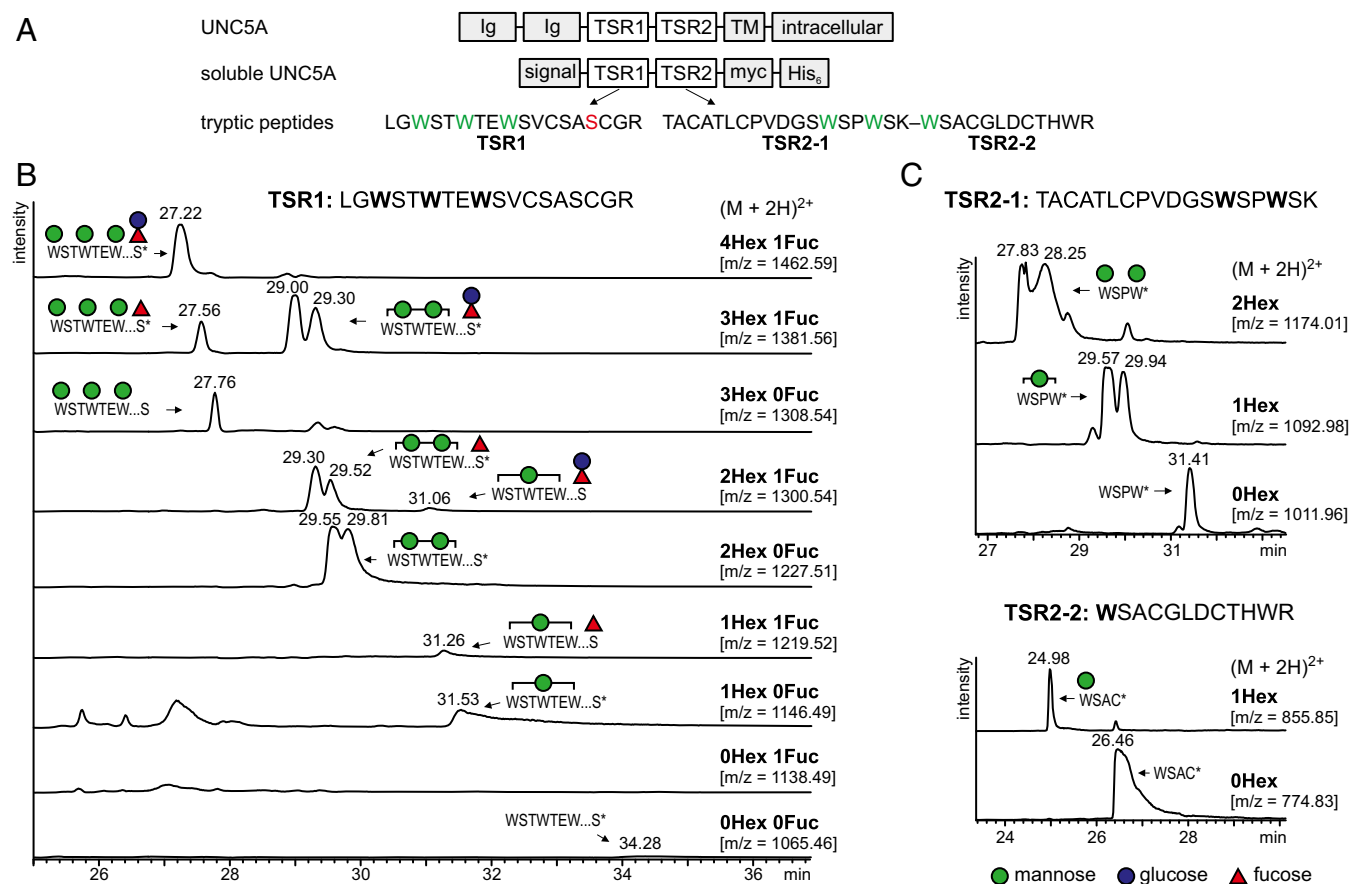 A
UNC5A Ig Ig TSR1 TSR2 TM intracellular
soluble UNC5A signal TSR1 TSR2 myc His6
tryptic peptides LGWSTWTEWSVCSASCGR TACATLCPVDGSWSPWSK–WSACGLDCTHWR
TSR1 TSR2-1 TSR2-2
B
TSR1: LGWSTWTEWSVCSASCGR
(M + 2H)2+
intensity
27.22
WSTWTEW...S*
4Hex 1Fuc
[m/z = 1462.59]
27.56
WSTWTEW...S*
29.00
29.30
WSTWTEW...S*
3Hex 1Fuc
[m/z = 1381.56]
27.76
WSTWTEW...S
3Hex 0Fuc
[m/z = 1308.54]
29.30
29.52
WSTWTEW...S*
31.06
WSTWTEW...S
2Hex 1Fuc
[m/z = 1300.54]
29.55 29.81
WSTWTEW...S*
2Hex 0Fuc
[m/z = 1227.51]
31.26
WSTWTEW...S
1Hex 1Fuc
[m/z = 1219.52]
31.53
WSTWTEW...S*
1Hex 0Fuc
[m/z = 1146.49]
0Hex 1Fuc
[m/z = 1138.49]
WSTWTEW...S*
34.28
0Hex 0Fuc
[m/z = 1065.46]
26 28 30 32 34 36 min
C
TSR2-1: TACATLCPVDGSWSPWSK
(M + 2H)2+
intensity
27.83 28.25
WSPW*
2Hex
[m/z = 1174.01]
29.57 29.94
WSPW*
1Hex
[m/z = 1092.98]
31.41
WSPW*
0Hex
[m/z = 1011.96]
27 29 31 min
TSR2-2: WSACGLDCTHWR
(M + 2H)2+
intensity
24.98
WSAC*
1Hex
[m/z = 855.85]
26.46
WSAC*
0Hex
[m/z = 774.83]
24 26 28 min
mannose glucose fucose